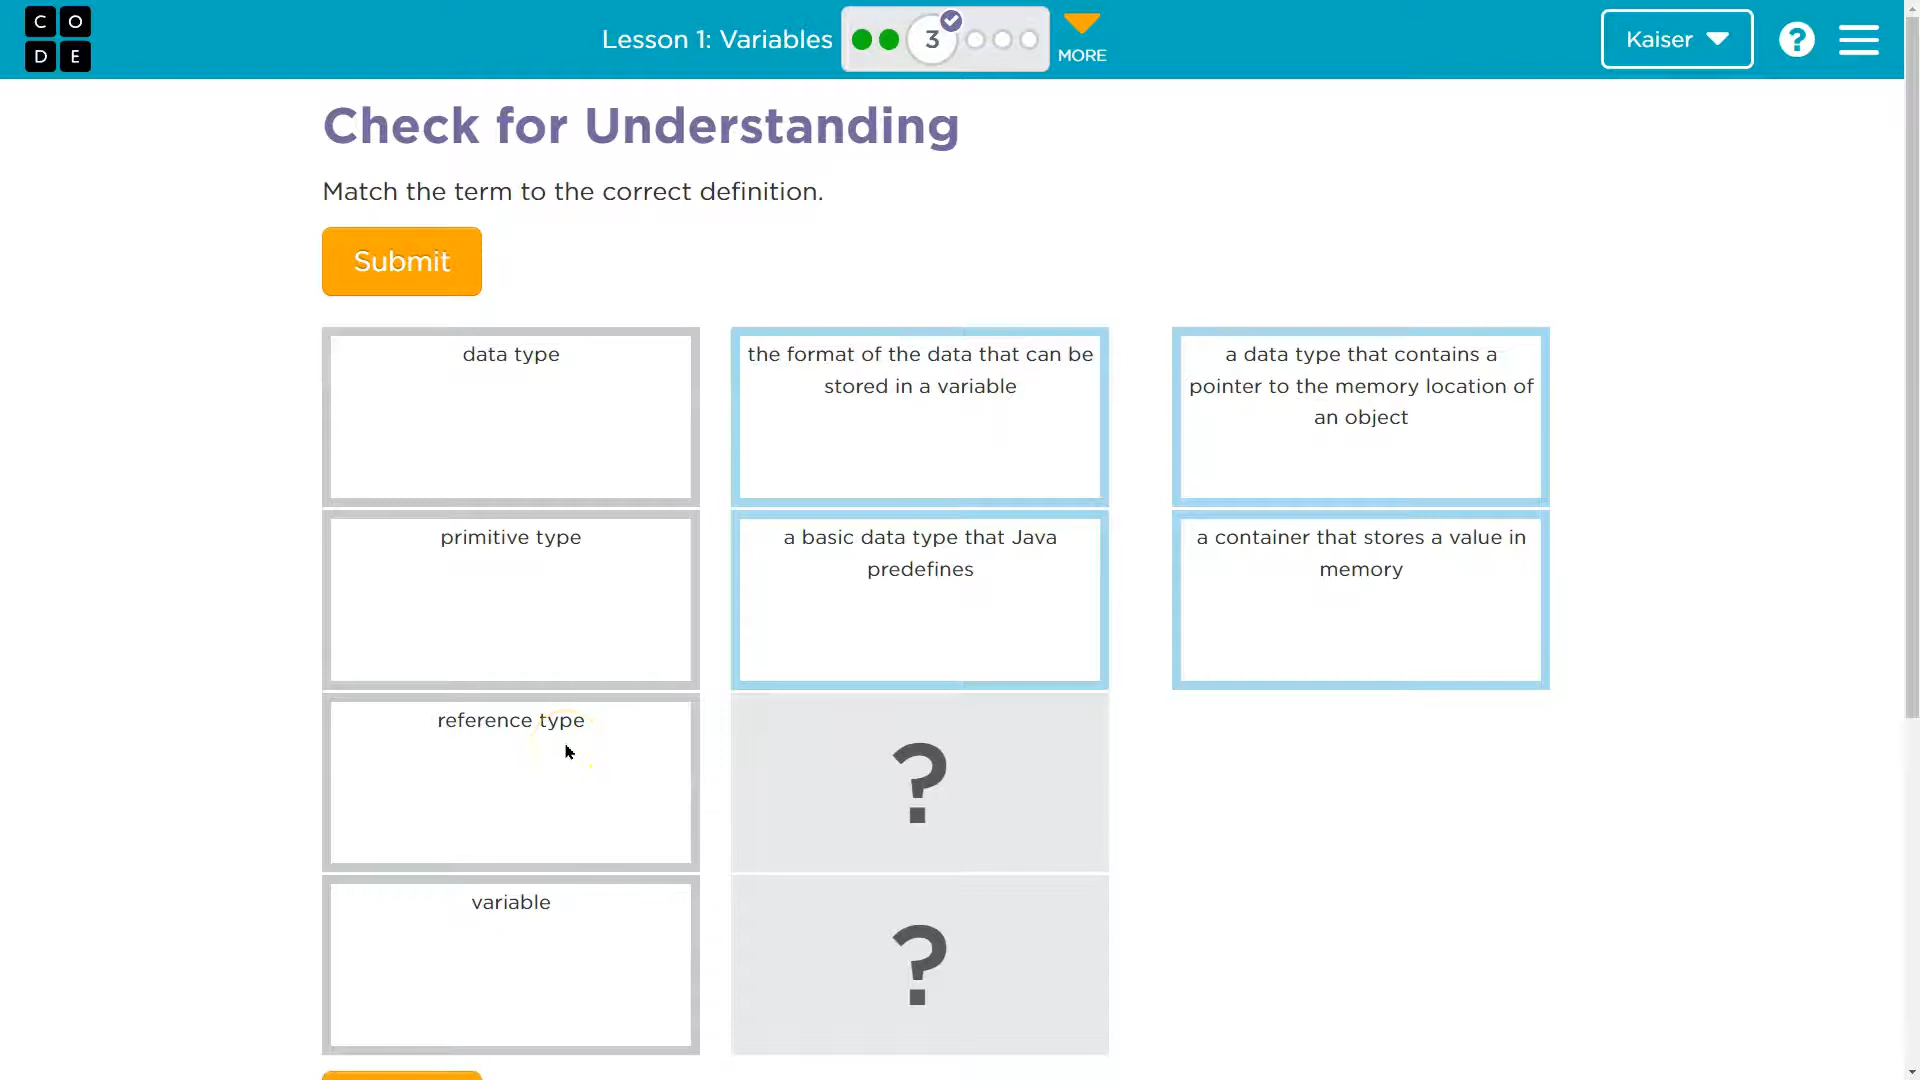 C O
D E
Lesson 1: Variables
3
MORE
Kaiser
?
Check for Understanding
Match the term to the correct definition.
Submit
data type
the format of the data that can be
stored in a variable
a data type that contains a
pointer to the memory location of
an object
primitive type
a basic data type that Java
predefines
a container that stores a value in
memory
reference type
?
variable
?